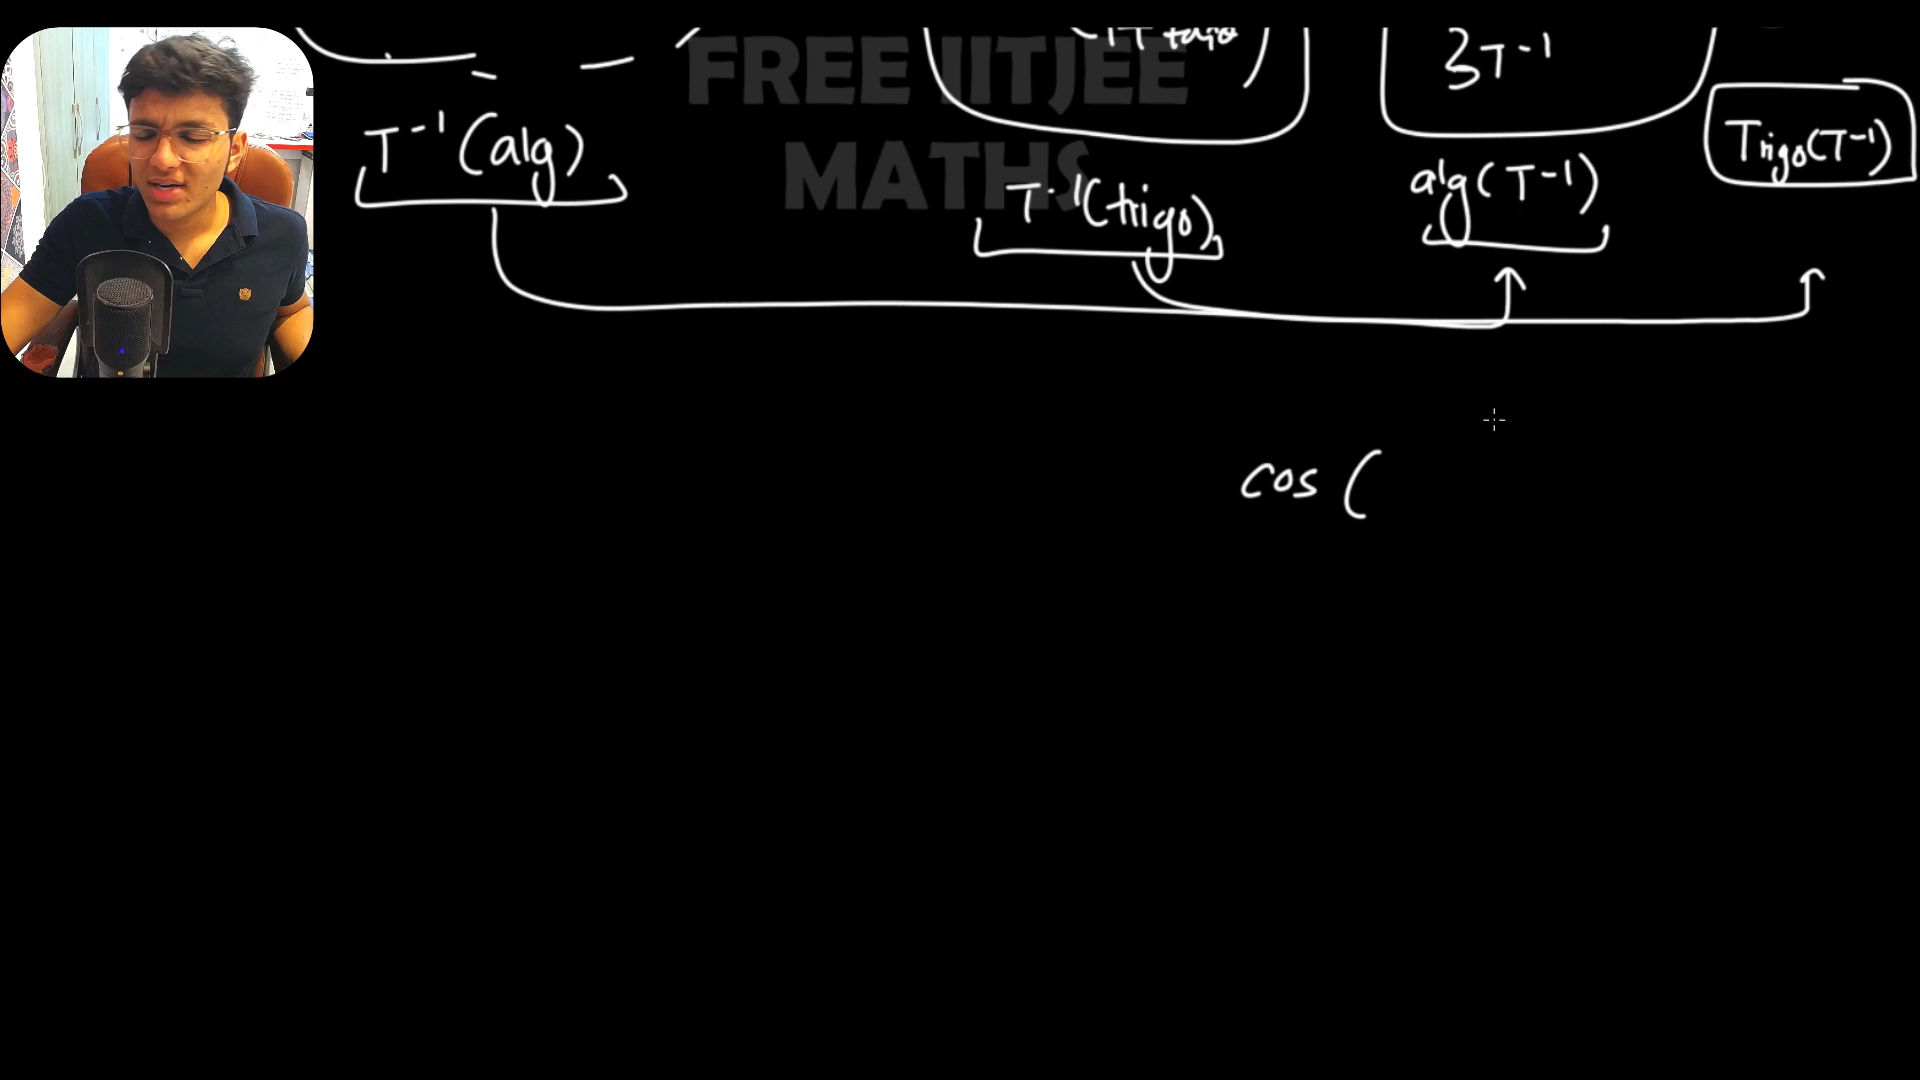 FREE IITJEE
MATHS
3T⁻¹
T⁻¹(alg)
T⁻¹(trigo)
alg(T⁻¹)
Trigo(T⁻¹)
cos (